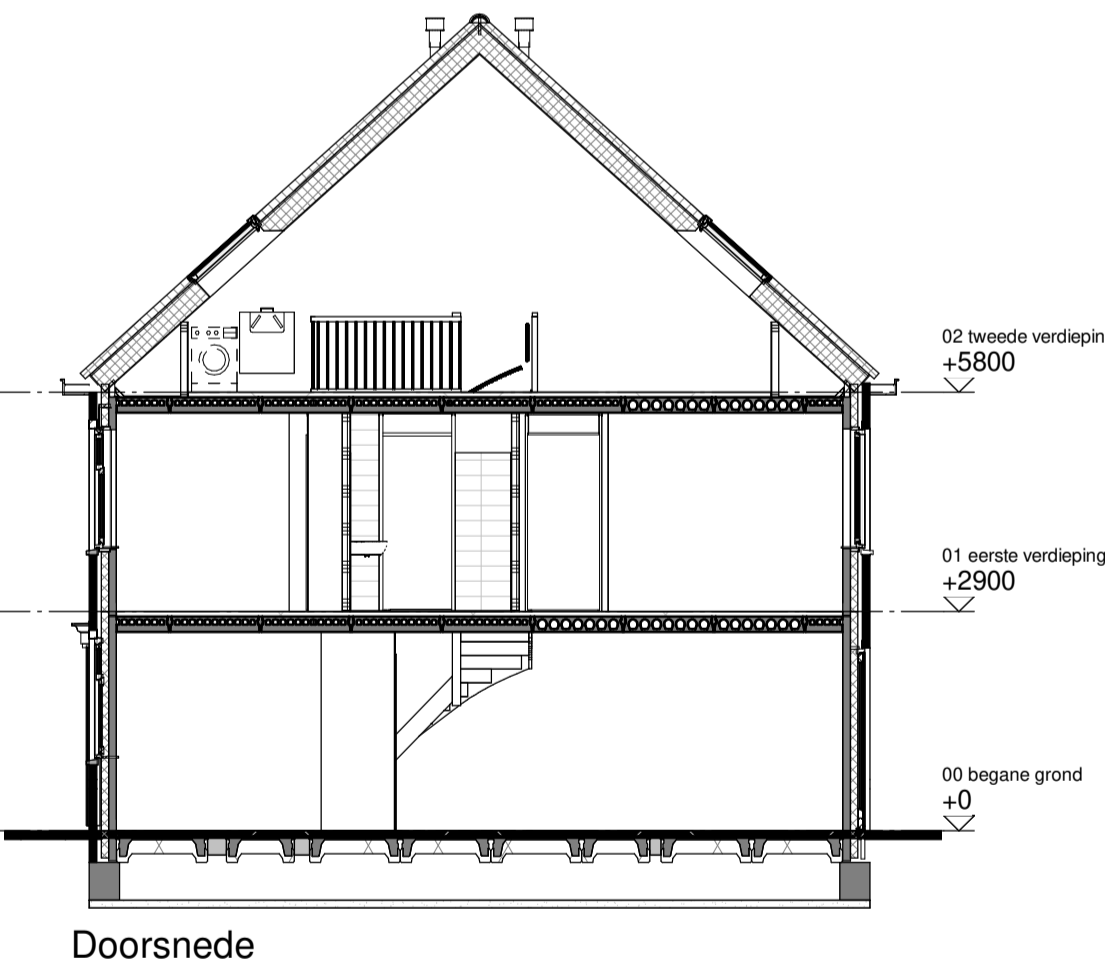 02 tweede verdiepin
+5800
01 eerste verdieping
+2900
00 begane grond
+0
Doorsnede